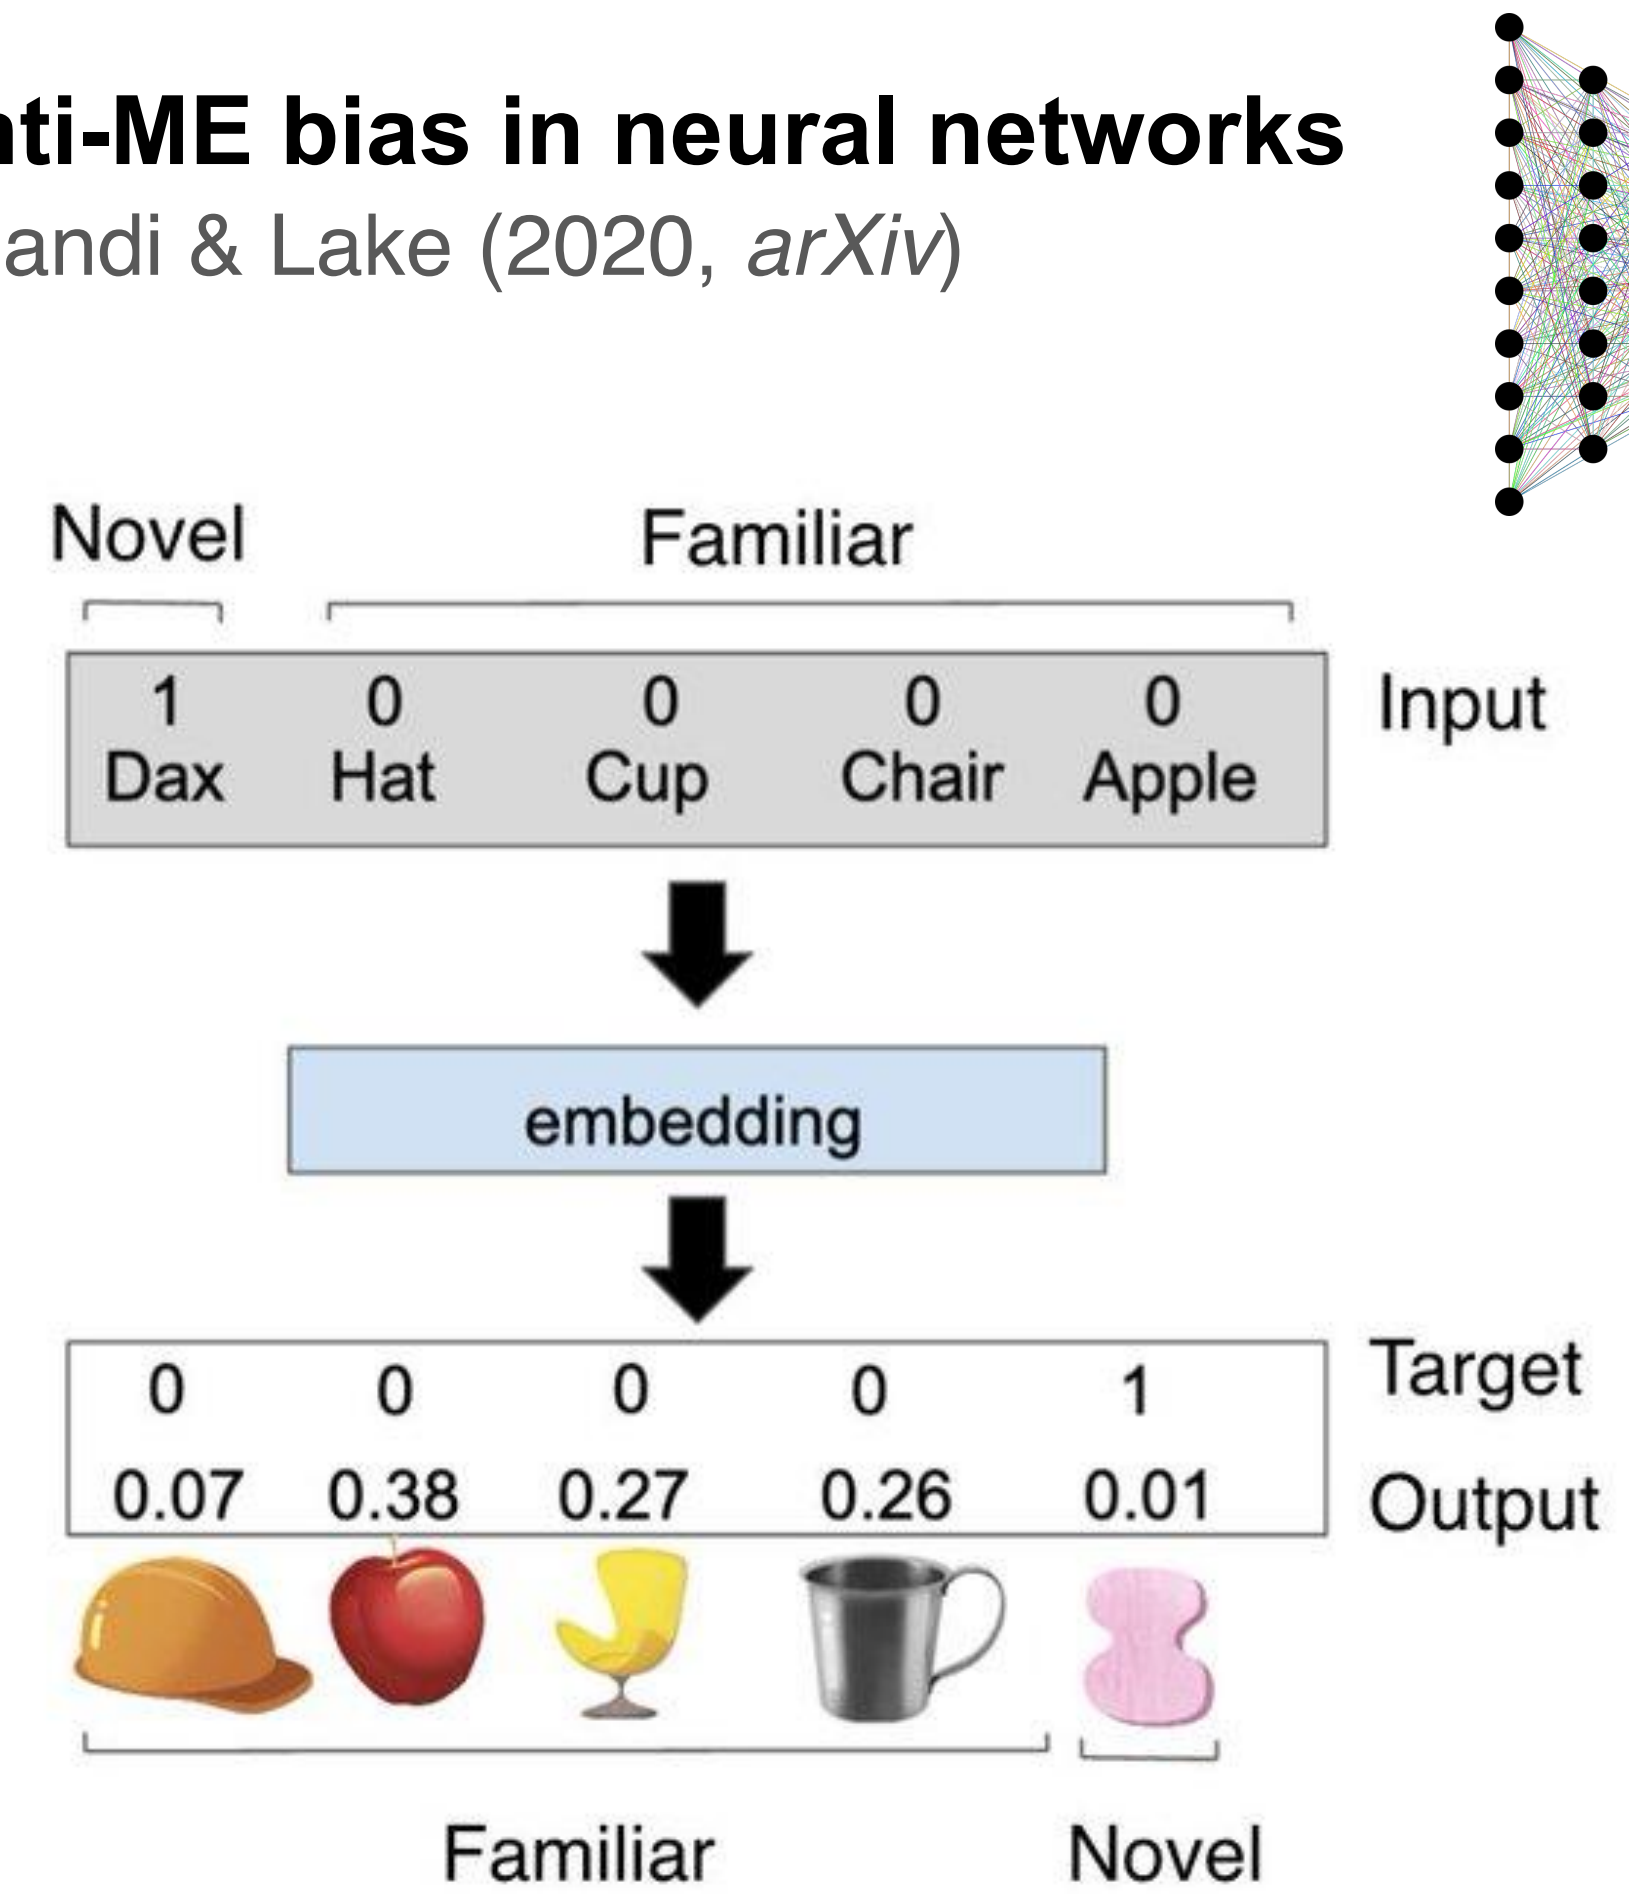 nti-ME bias in neural networks
andi & Lake (2020, arXiv)
Novel Familiar
1 0 0 0 0 Input
Dax Hat Cup Chair Apple
embedding
0 0 0 0 1 Target
0.07 0.38 0.27 0.26 0.01 Output
Familiar Novel